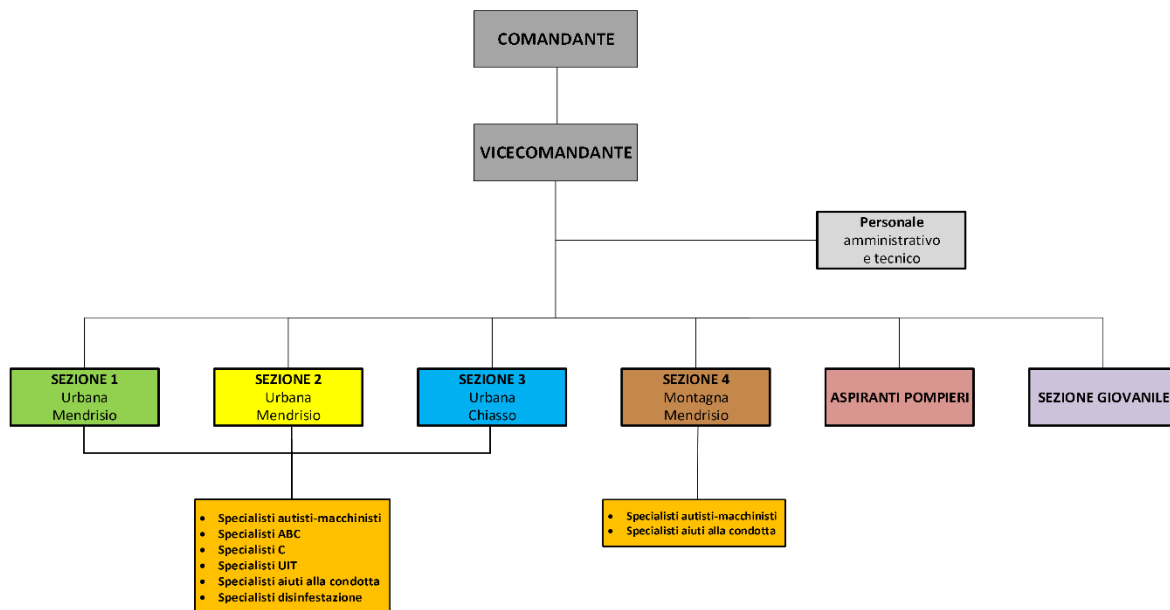 COMANDANTE
VICECOMANDANTE
Personale
amministrativo
e tecnico
SEZIONE 1
Urbana
Mendrisio
SEZIONE 2
Urbana
Mendrisio
SEZIONE 3
Urbana
Chiasso
SEZIONE 4
Montagna
Mendrisio
ASPIRANTI POMPIERI
SEZIONE GIOVANILE
• Specialisti autisti-macchinisti
• Specialisti ABC
• Specialisti C
• Specialisti UIT
• Specialisti aiuti alla condotta
• Specialisti disinfestazione
• Specialisti autisti-macchinisti
• Specialisti aiuti alla condotta